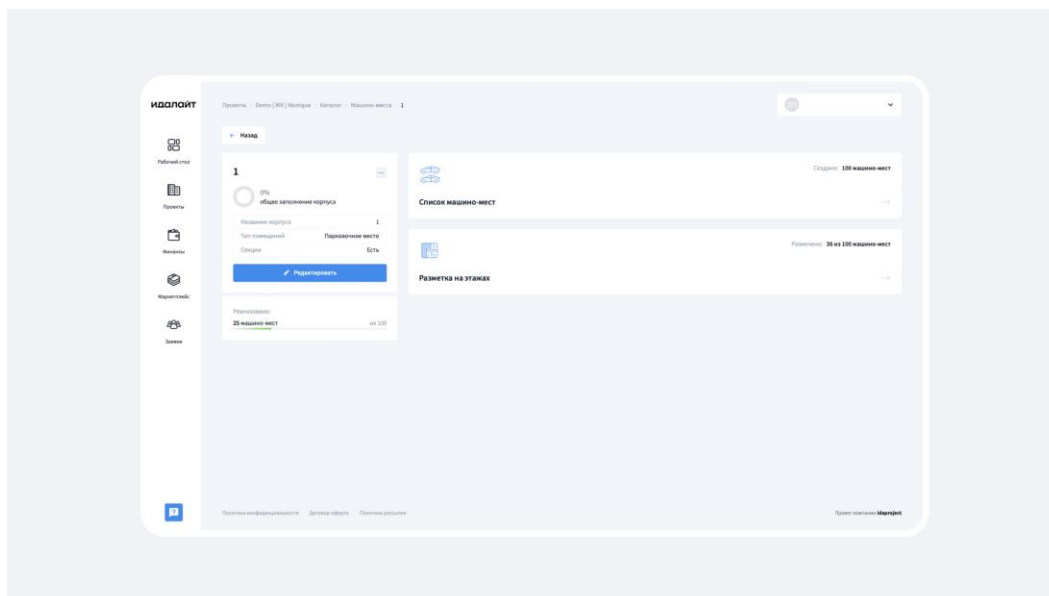 идалайт
Проекты - Demo | ЖК | Monique - Каталог - Машино-места - 1
Назад
Рабочий стол
Проекты
Финансы
Маркетплейс
Заявки
1
0%
общее заполнение корпуса
Название корпуса 1
Тип помещений Парковочное место
Секции Есть
Редактировать
Реализовано:
25 машино-мест из 100
Создано: 100 машино-мест
Список машино-мест
Размечено: 36 из 100 машино-мест
Разметка на этажах
Политика конфиденциальности Договор оферта Политика рассылки
Проект компании idaproject